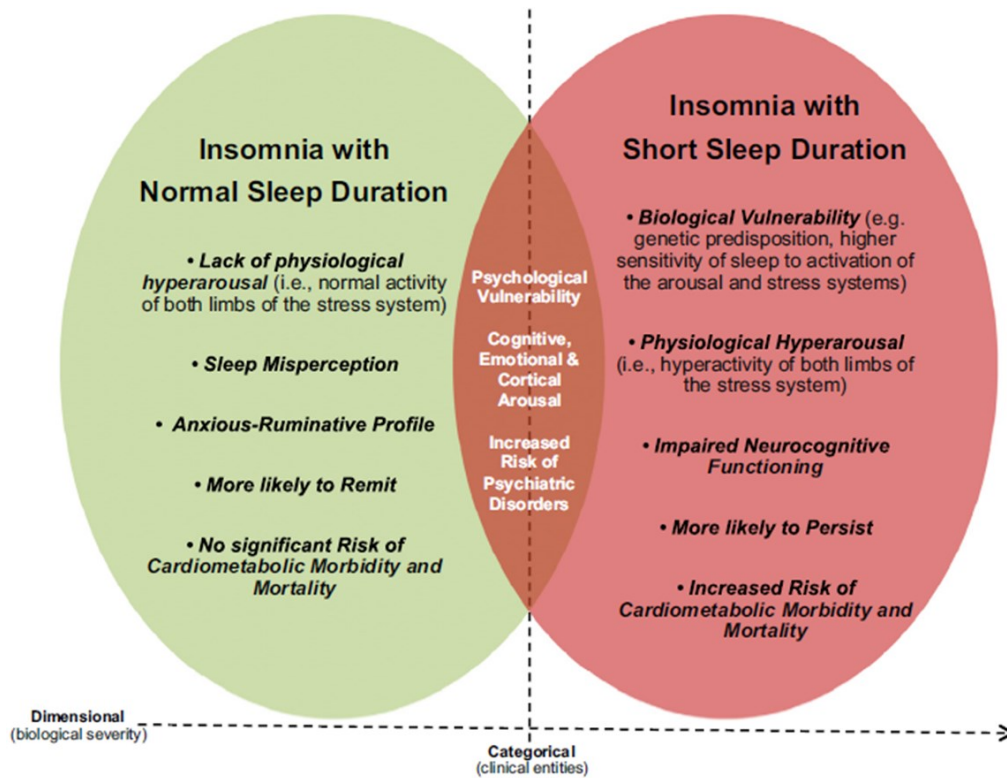 Insomnia with
Normal Sleep Duration
• Lack of physiological
hyperarousal (i.e., normal activity
of both limbs of the stress system)
• Sleep Misperception
• Anxious-Ruminative Profile
• More likely to Remit
• No significant Risk of
Cardiometabolic Morbidity and
Mortality
Psychological
Vulnerability
Cognitive,
Emotional &
Cortical
Arousal
Increased
Risk of
Psychiatric
Disorders
Insomnia with
Short Sleep Duration
• Biological Vulnerability (e.g.
genetic predisposition, higher
sensitivity of sleep to activation of
the arousal and stress systems)
• Physiological Hyperarousal
(i.e., hyperactivity of both limbs of
the stress system)
• Impaired Neurocognitive
Functioning
• More likely to Persist
• Increased Risk of
Cardiometabolic Morbidity and
Mortality
Dimensional
(biological severity)
Categorical
(clinical entities)